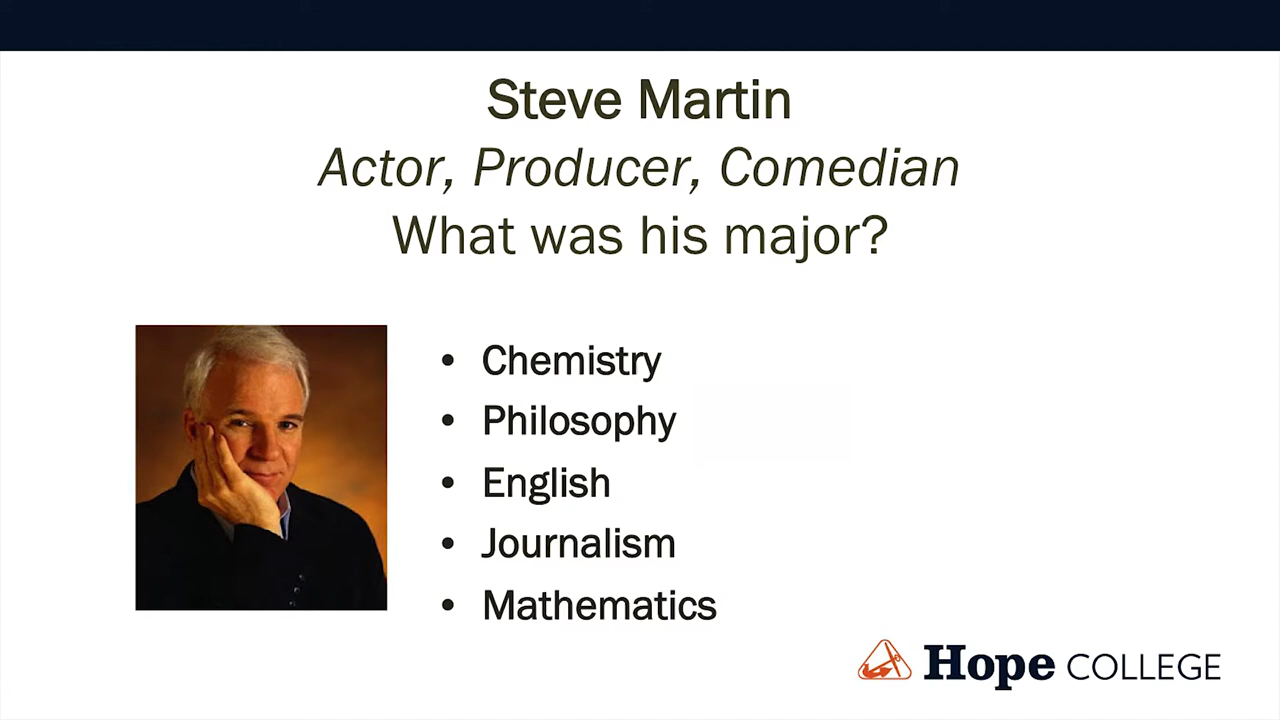 Steve Martin
Actor, Producer, Comedian
What was his major?
• Chemistry
• Philosophy
• English
• Journalism
• Mathematics
Hope COLLEGE